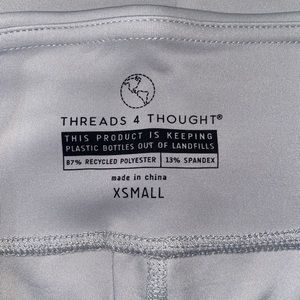 THREADS 4 THOUGHT®
THIS PRODUCT IS KEEPING
PLASTIC BOTTLES OUT OF LANDFILLS
87% RECYCLED POLYESTER 13% SPANDEX
made in china
XSMALL